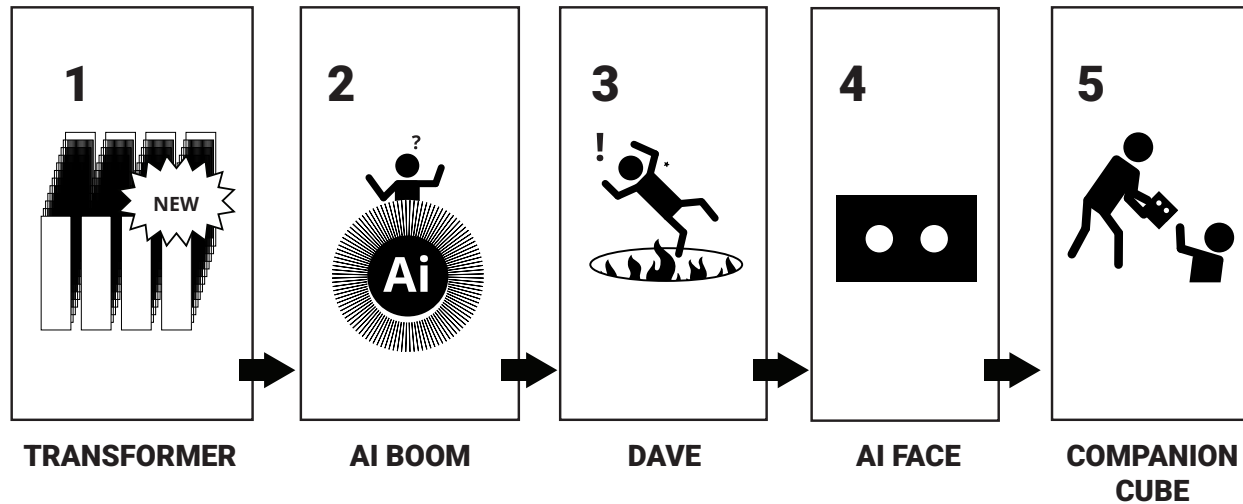 1
2
3
4
5
NEW
?
!
Ai
TRANSFORMER
AI BOOM
DAVE
AI FACE
COMPANION
CUBE